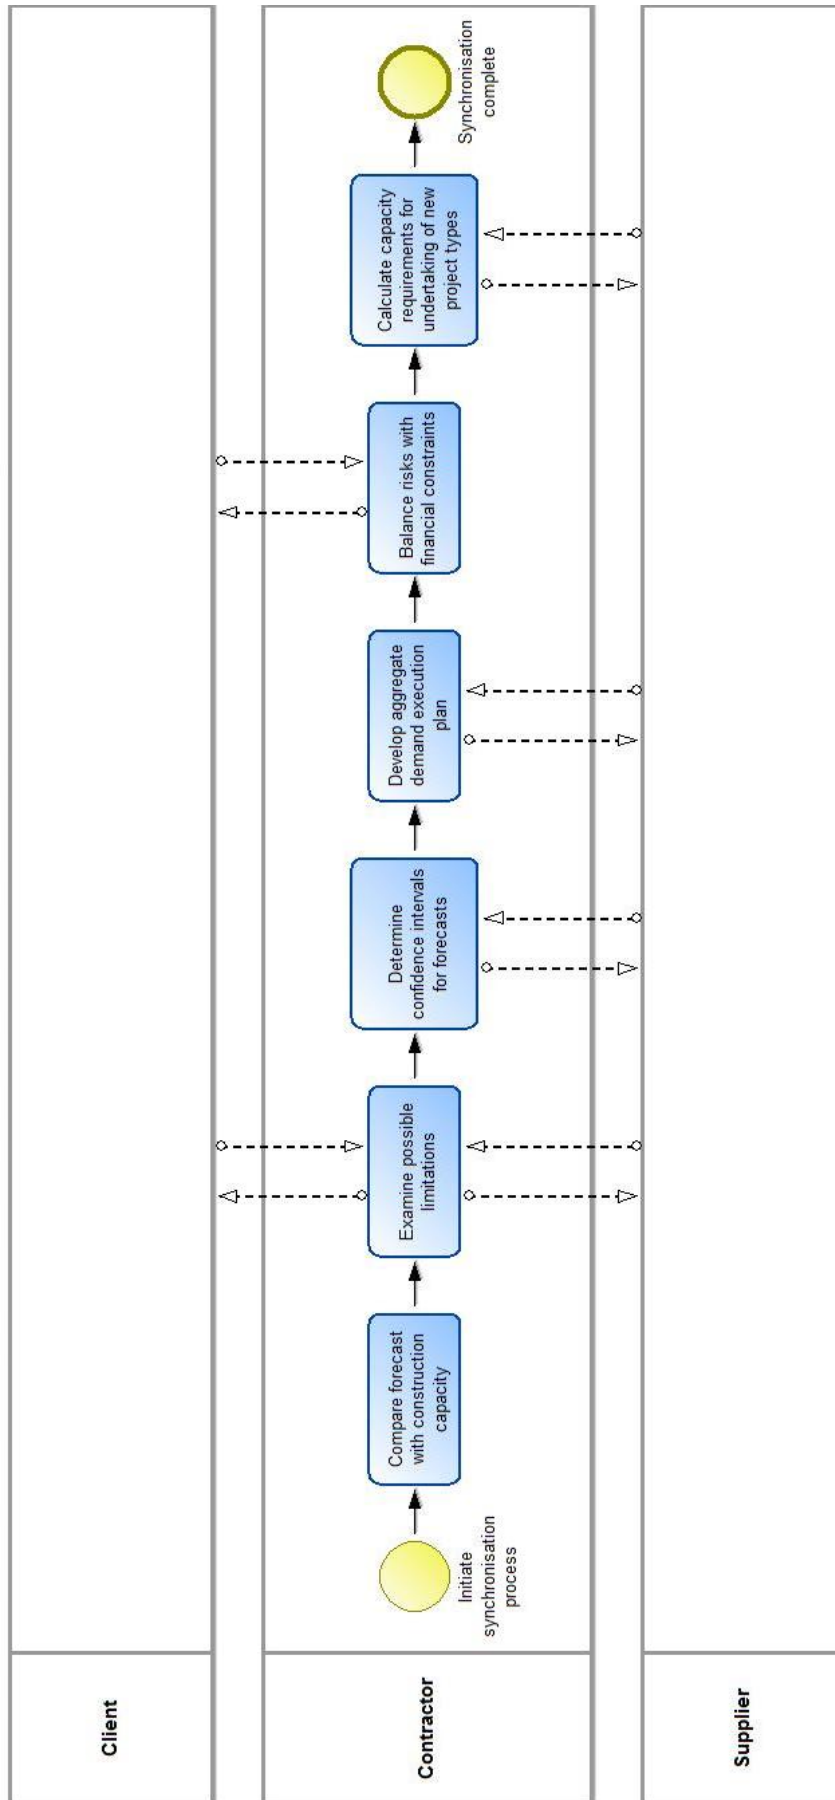 Client
Contractor
Initiate
synchronisation
process
Compare forecast
with construction
capacity
Examine possible
limitations
Determine
confidence intervals
for forecasts
Develop aggregate
demand execution
plan
Balance risks with
financial constraints
Calculate capacity
requirements for
undertaking of new
project types
Synchronisation
complete
Supplier